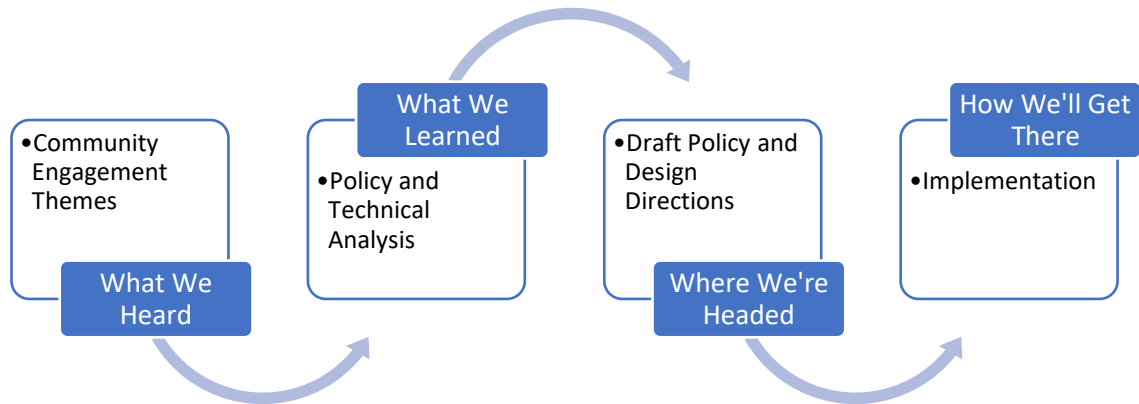 •Community
Engagement
Themes
What We
Heard
What We
Learned
•Policy and
Technical
Analysis
•Draft Policy and
Design
Directions
Where We're
Headed
How We'll Get
There
•Implementation